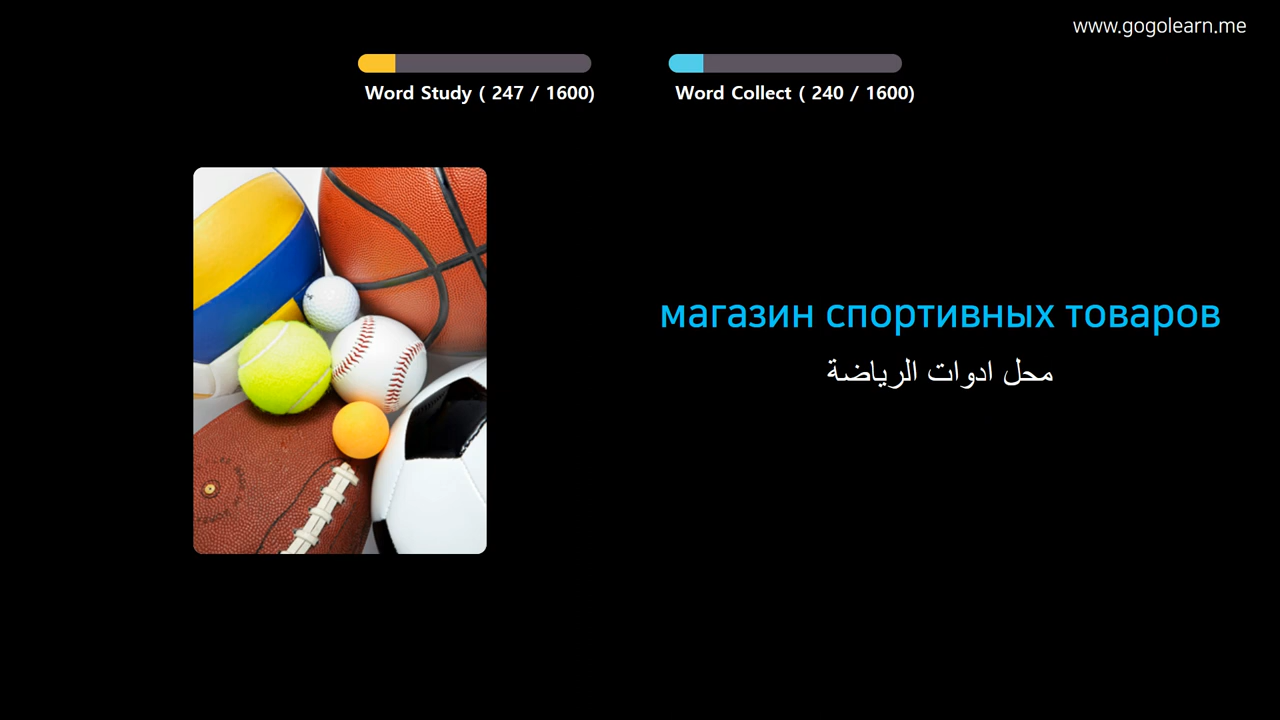 www.gogolearn.me
Word Study ( 247 / 1600)
Word Collect ( 240 / 1600)
магазин спортивных товаров
محل ادوات الرياضة